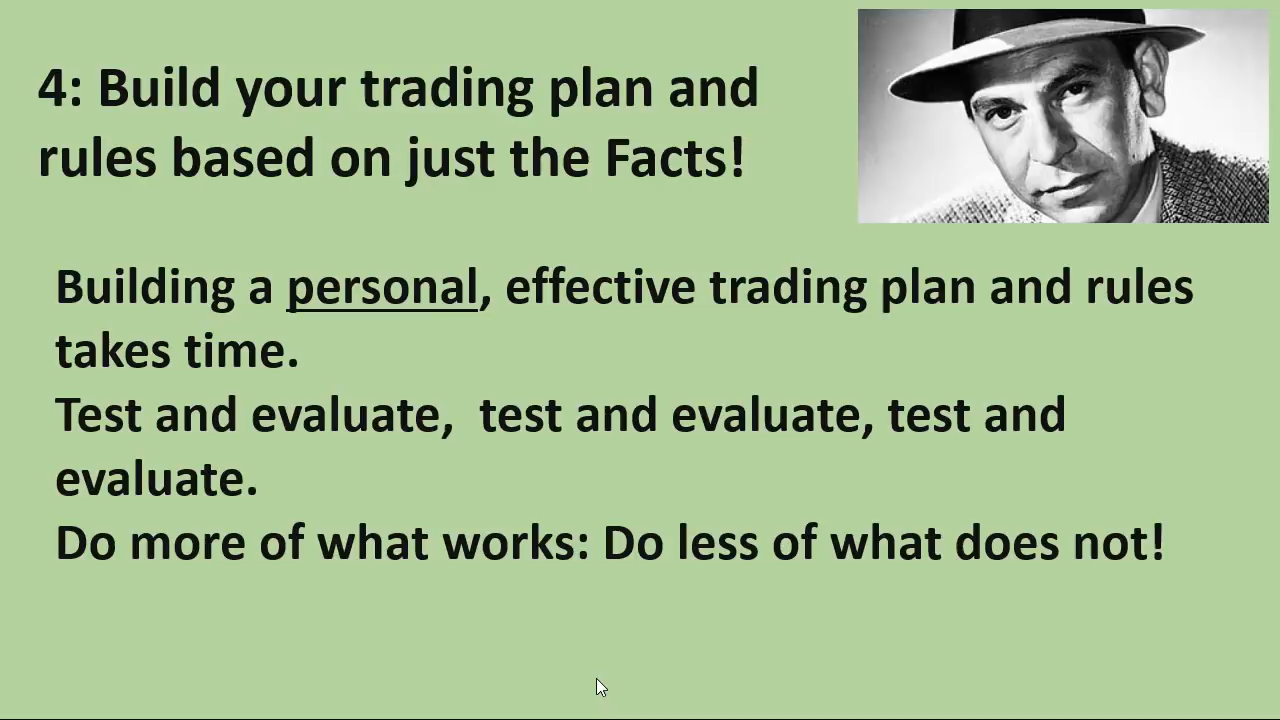 4: Build your trading plan and
rules based on just the Facts!
Building a personal, effective trading plan and rules
takes time.
Test and evaluate,  test and evaluate, test and
evaluate.
Do more of what works: Do less of what does not!